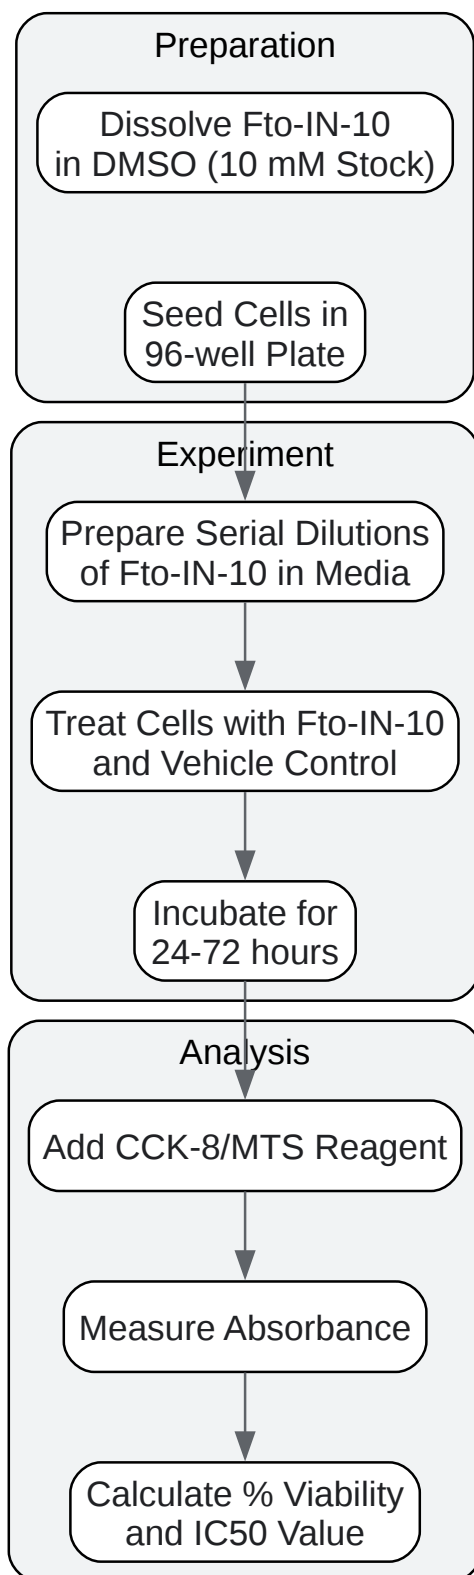 Preparation
Dissolve Fto-IN-10
in DMSO (10 mM Stock)
Seed Cells in
96-well Plate
Experiment
Prepare Serial Dilutions
of Fto-IN-10 in Media
Treat Cells with Fto-IN-10
and Vehicle Control
Incubate for
24-72 hours
Analysis
Add CCK-8/MTS Reagent
Measure Absorbance
Calculate % Viability
and IC50 Value